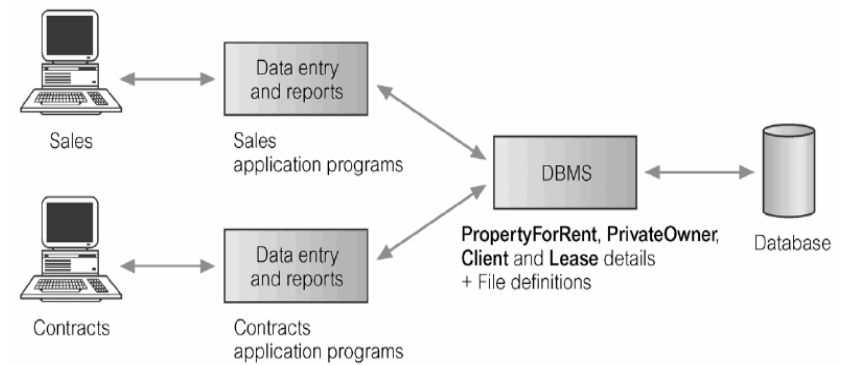 Data entry
and reports
Sales
Sales
application programs
DBMS
PropertyForRent, PrivateOwner,
Client and Lease details
+ File definitions
Database
Data entry
and reports
Contracts
Contracts
application programs